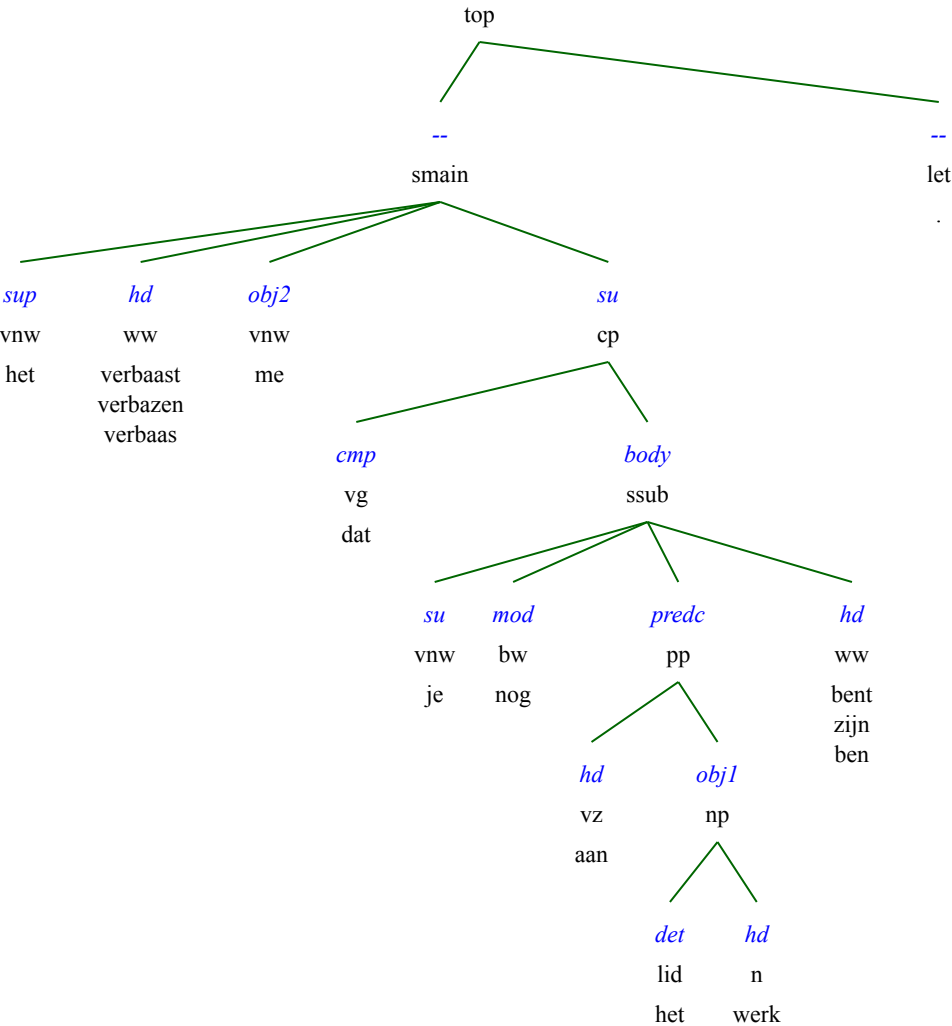 top
-- --
smain let
.
sup hd obj2 su
vnw ww vnw cp
het verbaast me
verbazen
verbaas
cmp body
vg ssub
dat
su mod predc hd
vnw bw pp ww
je nog bent
zijn
ben
hd obj1
vz np
aan
det hd
lid n
het werk